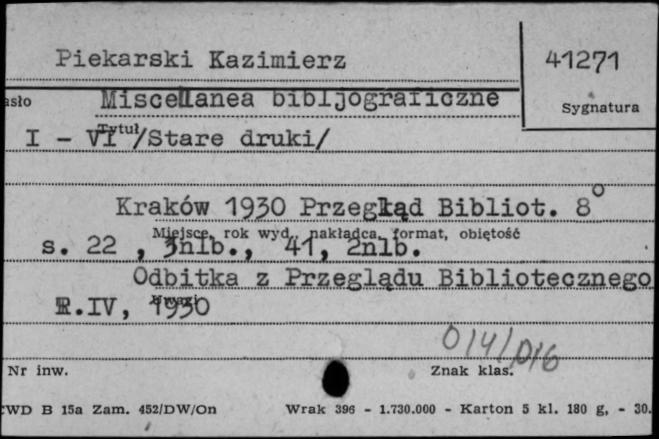 Piekarski Kazimierz
41271
asło
Miscellanea bibljograficzne
Sygnatura
Tytuł
I - VI /Stare druki/
Kraków 1930 Przegląd Bibliot. 8°
Miejsce, rok wyd., nakładca, format, objętość
s. 22 , 3nlb., 41, 2nlb.
Odbitka z Przeglądu Bibliotecznego
Uwagi
R.IV, 1930
014/016
Nr inw.
Znak klas.
CWD B 15a Zam. 452/DW/On
Wrak 396 - 1.730.000 - Karton 5 kl. 180 g, - 30.